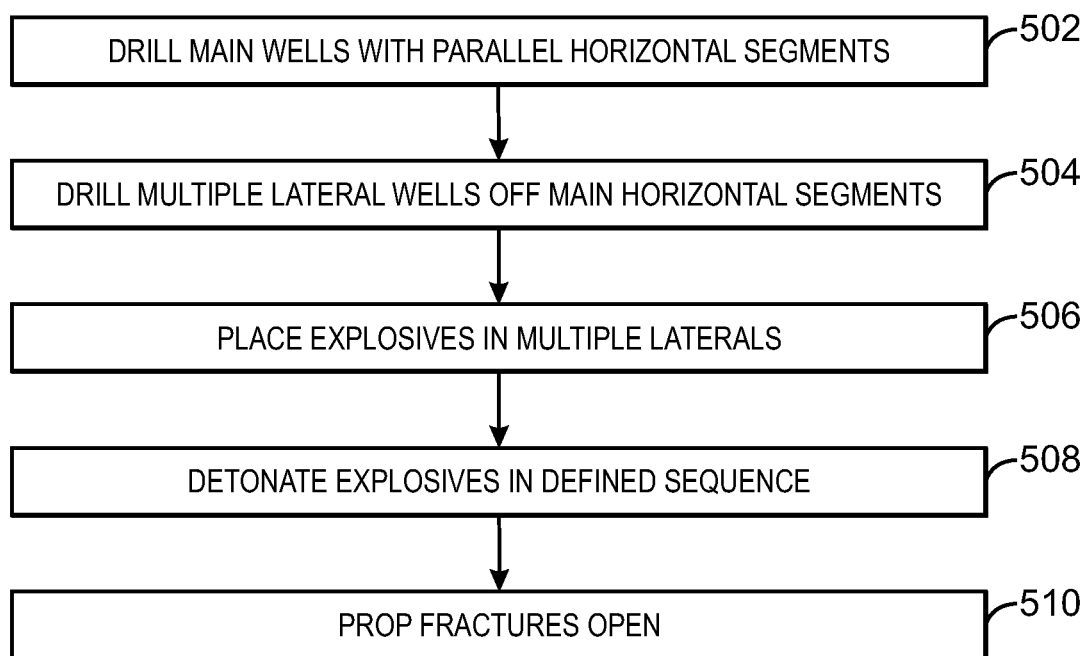 DRILL MAIN WELLS WITH PARALLEL HORIZONTAL SEGMENTS
502
DRILL MULTIPLE LATERAL WELLS OFF MAIN HORIZONTAL SEGMENTS
504
PLACE EXPLOSIVES IN MULTIPLE LATERALS
506
DETONATE EXPLOSIVES IN DEFINED SEQUENCE
508
PROP FRACTURES OPEN
510